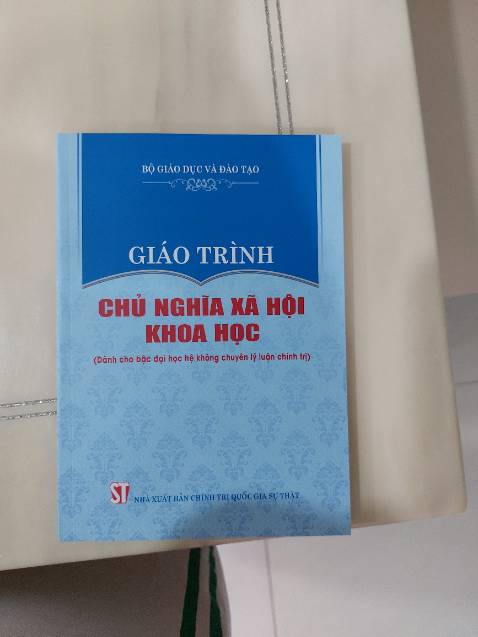 BỘ GIÁO DỤC VÀ ĐÀO TẠO
GIÁO TRÌNH
CHỦ NGHĨA XÃ HỘI
KHOA HỌC
(Dành cho bậc đại học hệ không chuyên lý luận chính trị)
ST NHÀ XUẤT BẢN CHÍNH TRỊ QUỐC GIA SỰ THẬT